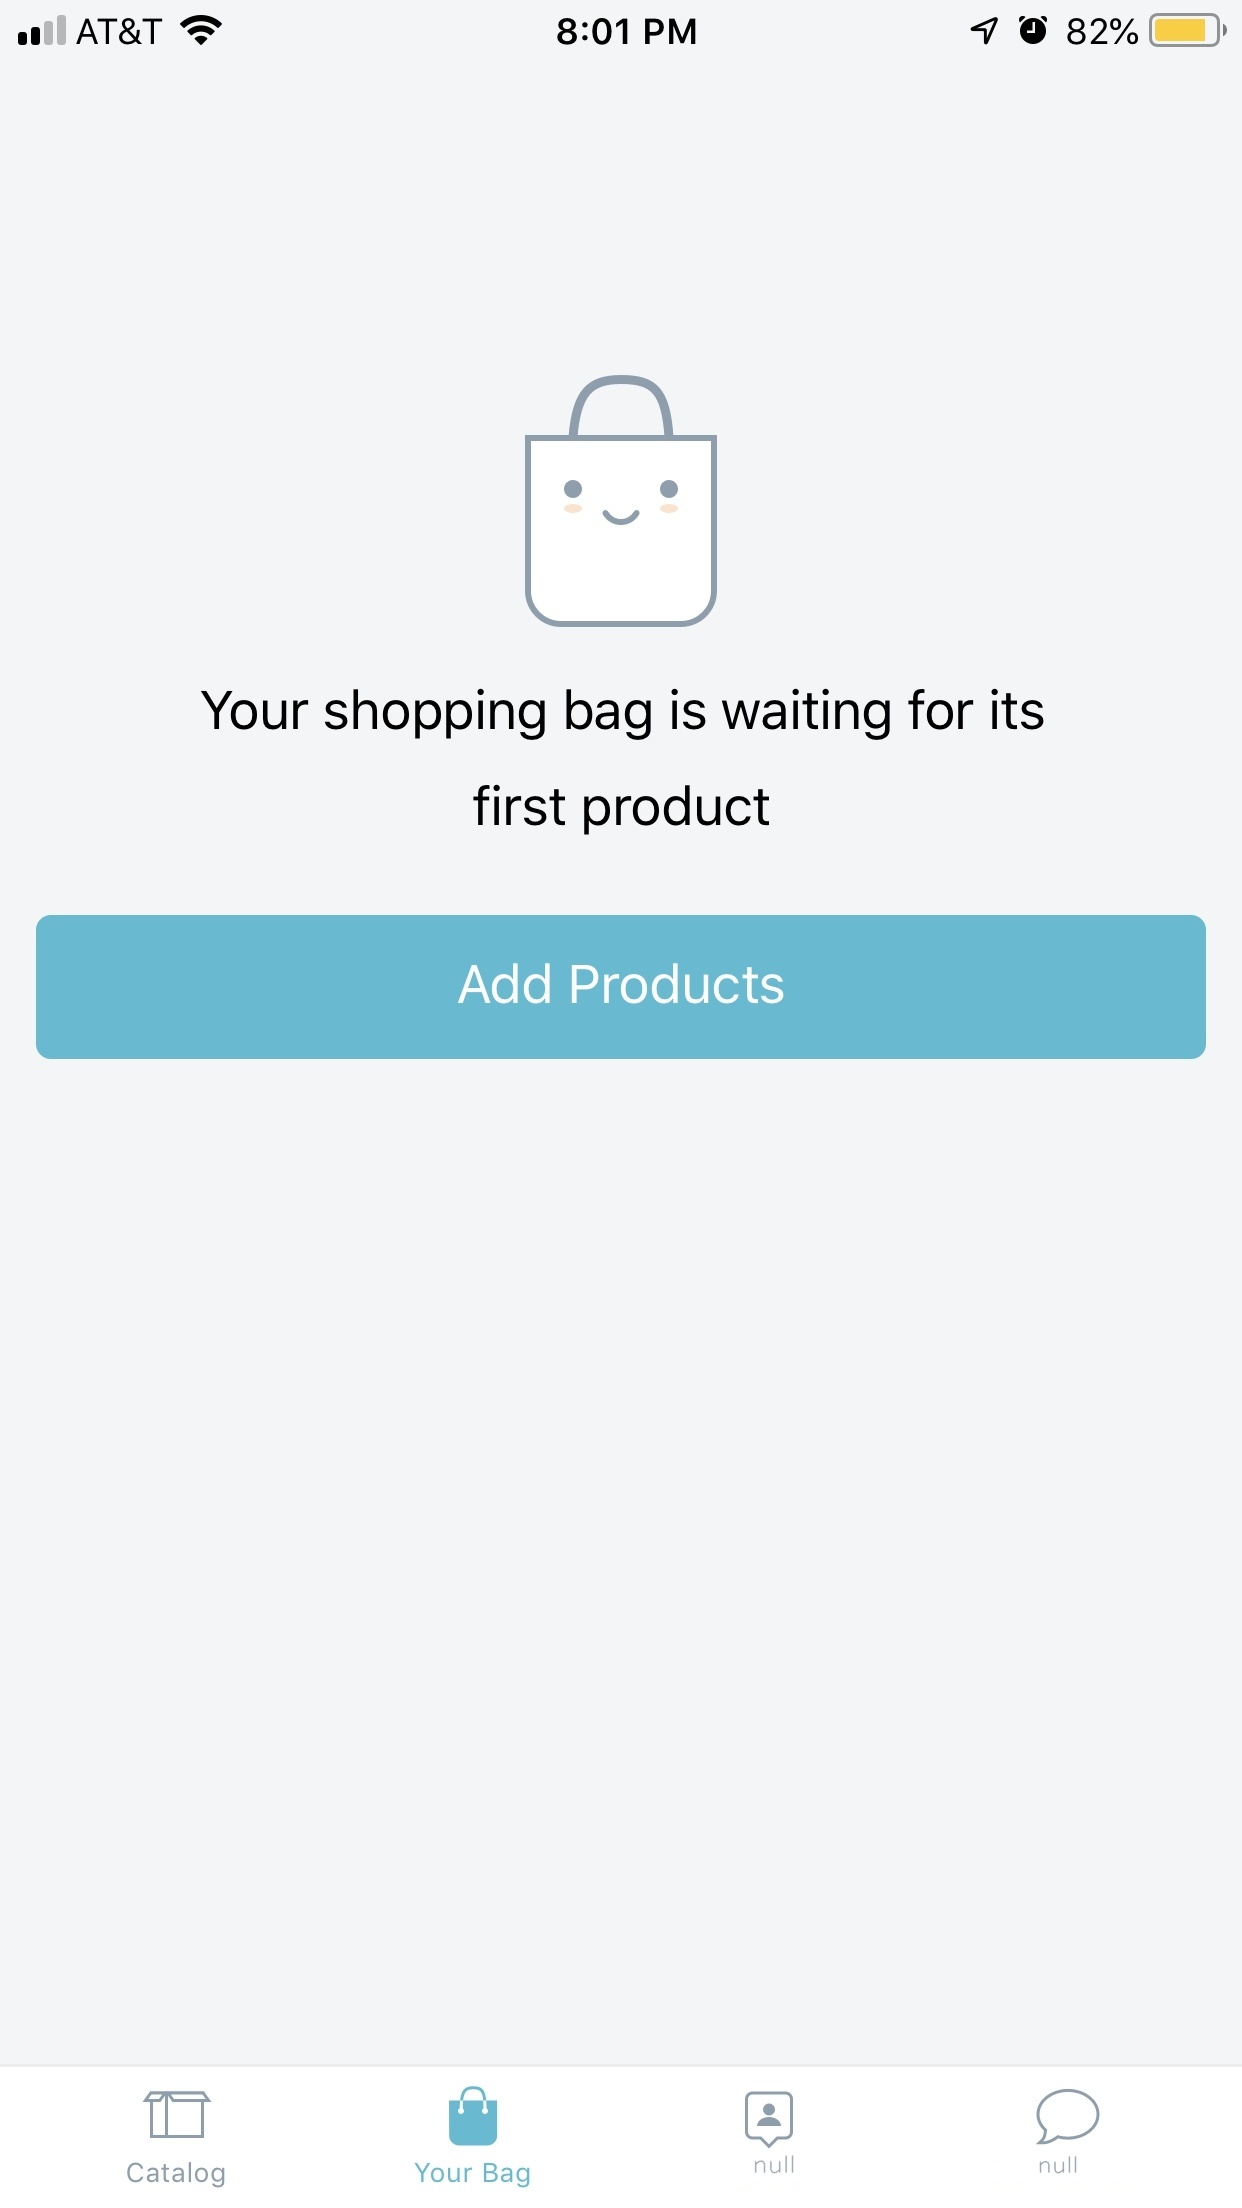 AT&T 8:01 PM 82%
Your shopping bag is waiting for its
first product
Add Products
Catalog Your Bag null null